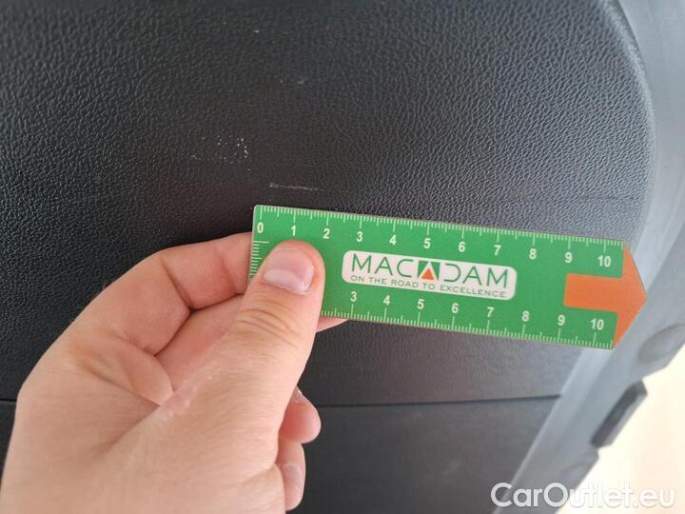 0 1 2 3 4 5 6 7 8 9 10
MACADAM
ON THE ROAD TO EXCELLENCE
3 4 5 6 7 8 9 10
CarOutlet.eu